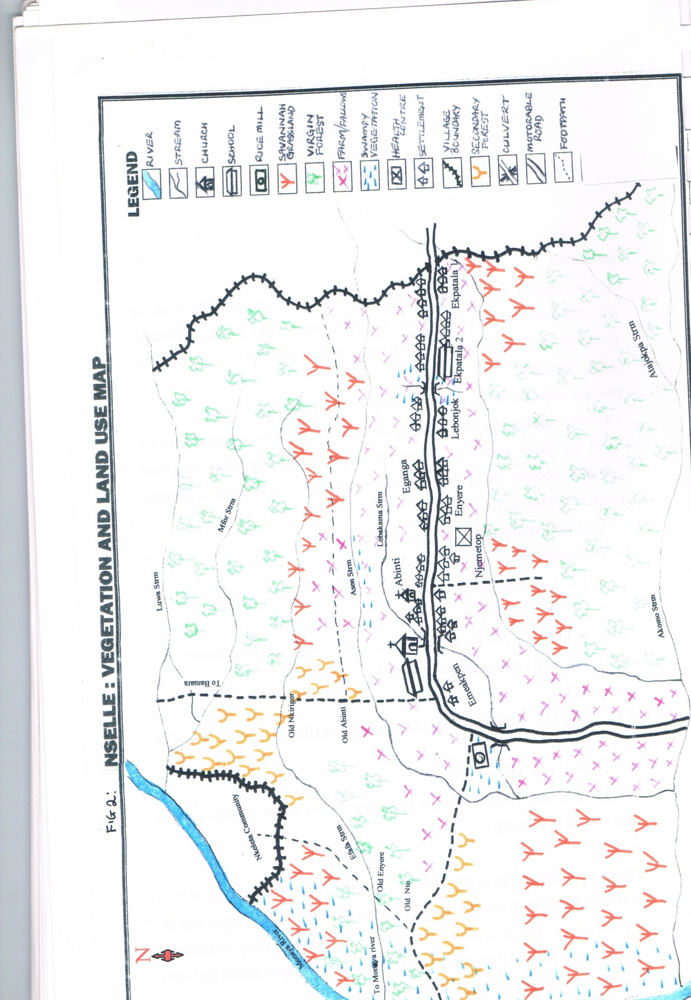 FIG 2:
NSELLE : VEGETATION AND LAND USE MAP
N
LEGEND
RIVER
STREAM
CHURCH
SCHOOL
RICE MILL
SAVANNAH
GRASSLAND
VIRGIN
FOREST
FARM/FALLOWS
SWAMPY
VEGETATION
HEALTH
CENTRE
SETTLEMENT
VILLAGE
BOUNDARY
SECONDARY
FOREST
CULVERT
MOTORABLE
ROAD
FOOTPATH
Luwa Strm
To Bansara
Mfor Strm
Nkeleta Community
Old Nkirigor
Monaya River
Old Abinti
Ason Strm
Efafia Strm
Lebakama Strm
Old Enyere
To Monaya river
Old Nto
Abinti
Eganga
Ekpatala 1
Ekpatala 2
Lebonjok
Enyere
Njemetop
Emeakpen
Atajokpa Strm
Akomo Strm